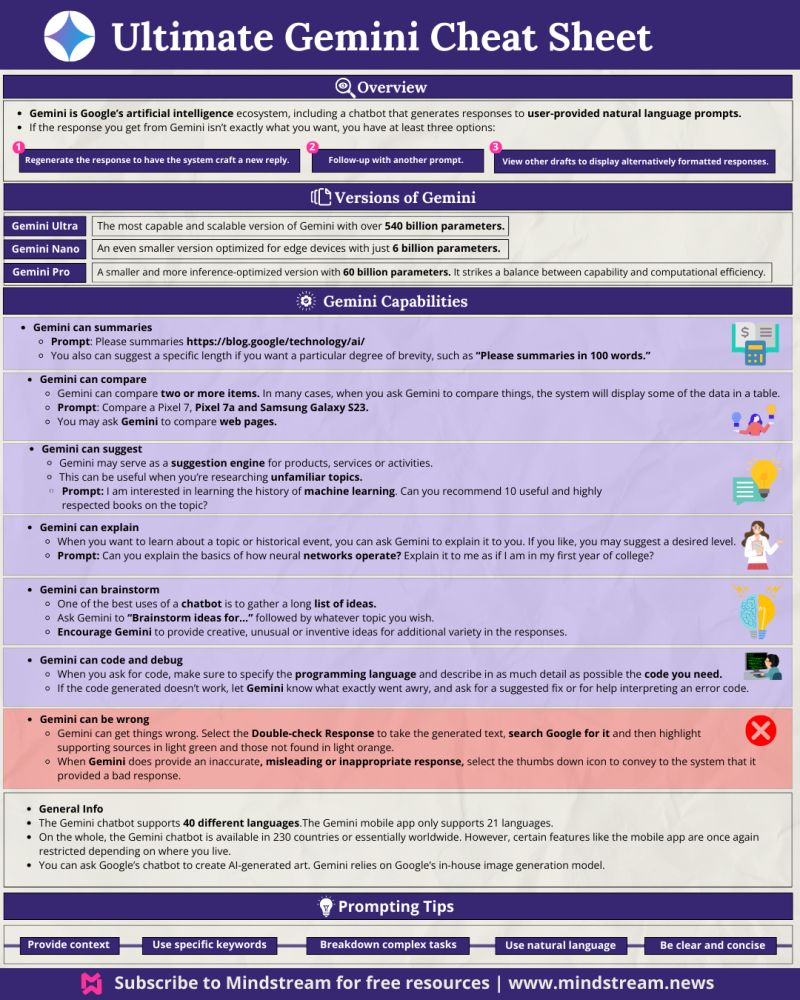 Ultimate Gemini Cheat Sheet
Overview
Gemini is Google's artificial intelligence ecosystem, including a chatbot that generates responses to user-provided natural language prompts.
If the response you get from Gemini isn't exactly what you want, you have at least three options:
1
Regenerate the response to have the system craft a new reply.
2
Follow-up with another prompt.
3
View other drafts to display alternatively formatted responses.
Versions of Gemini
Gemini Ultra
The most capable and scalable version of Gemini with over 540 billion parameters.
Gemini Nano
An even smaller version optimized for edge devices with just 6 billion parameters.
Gemini Pro
A smaller and more inference-optimized version with 60 billion parameters. It strikes a balance between capability and computational efficiency.
Gemini Capabilities
Gemini can summaries
Prompt: Please summaries https://blog.google/technology/ai/
You also can suggest a specific length if you want a particular degree of brevity, such as "Please summaries in 100 words."
Gemini can compare
Gemini can compare two or more items. In many cases, when you ask Gemini to compare things, the system will display some of the data in a table.
Prompt: Compare a Pixel 7, Pixel 7a and Samsung Galaxy S23.
You may ask Gemini to compare web pages.
Gemini can suggest
Gemini may serve as a suggestion engine for products, services or activities.
This can be useful when you're researching unfamiliar topics.
Prompt: I am interested in learning the history of machine learning. Can you recommend 10 useful and highly
respected books on the topic?
Gemini can explain
When you want to learn about a topic or historical event, you can ask Gemini to explain it to you. If you like, you may suggest a desired level.
Prompt: Can you explain the basics of how neural networks operate? Explain it to me as if I am in my first year of college?
Gemini can brainstorm
One of the best uses of a chatbot is to gather a long list of ideas.
Ask Gemini to "Brainstorm ideas for..." followed by whatever topic you wish.
Encourage Gemini to provide creative, unusual or inventive ideas for additional variety in the responses.
Gemini can code and debug
When you ask for code, make sure to specify the programming language and describe in as much detail as possible the code you need.
If the code generated doesn't work, let Gemini know what exactly went awry, and ask for a suggested fix or for help interpreting an error code.
Gemini can be wrong
Gemini can get things wrong. Select the Double-check Response to take the generated text, search Google for it and then highlight
supporting sources in light green and those not found in light orange.
When Gemini does provide an inaccurate, misleading or inappropriate response, select the thumbs down icon to convey to the system that it
provided a bad response.
General Info
The Gemini chatbot supports 40 different languages.The Gemini mobile app only supports 21 languages.
On the whole, the Gemini chatbot is available in 230 countries or essentially worldwide. However, certain features like the mobile app are once again
restricted depending on where you live.
You can ask Google's chatbot to create AI-generated art. Gemini relies on Google's in-house image generation model.
Prompting Tips
Provide context
Use specific keywords
Breakdown complex tasks
Use natural language
Be clear and concise
Subscribe to Mindstream for free resources | www.mindstream.news